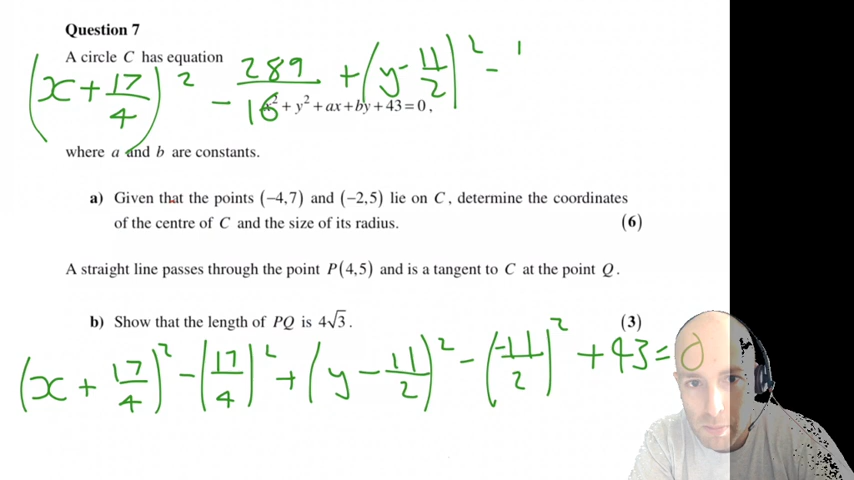 Question 7
A circle C has equation
(x + 17/4)² - 289/16 + (y - 11/2)² - 1
x² + y² + ax + by + 43 = 0,
where a and b are constants.
a) Given that the points (−4,7) and (−2,5) lie on C, determine the coordinates
of the centre of C and the size of its radius. (6)
A straight line passes through the point P(4,5) and is a tangent to C at the point Q.
b) Show that the length of PQ is 4√3. (3)
(x + 17/4)² - (17/4)² + (y - 11/2)² - (-11/2)² + 43 = 0